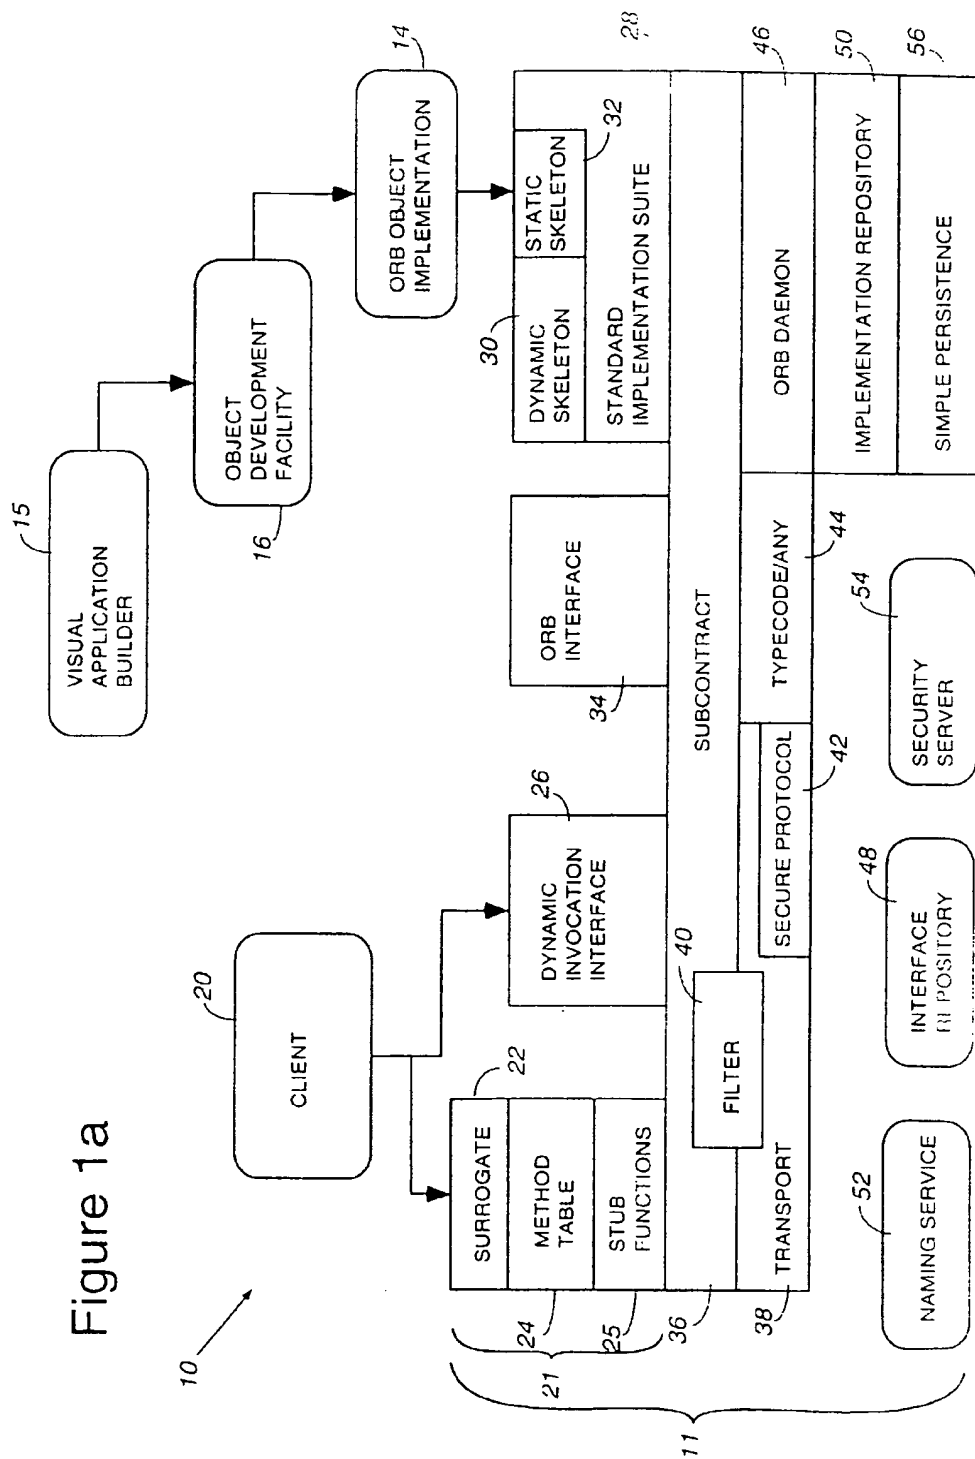 Figure 1a
10
20
CLIENT
15
VISUAL
APPLICATION
BUILDER
OBJECT
DEVELOPMENT
FACILITY
16
14
ORB OBJECT
IMPLEMENTATION
22
SURROGATE
METHOD
TABLE
24
STUB
FUNCTIONS
25
21
11
26
DYNAMIC
INVOCATION
INTERFACE
ORB
INTERFACE
34
30
DYNAMIC
SKELETON
STATIC
SKELETON
32
STANDARD
IMPLEMENTATION SUITE
28
36
SUBCONTRACT
40
FILTER
TRANSPORT
38
SECURE PROTOCOL
42
TYPECODE/ANY
44
ORB DAEMON
46
IMPLEMENTATION REPOSITORY
50
SIMPLE PERSISTENCE
56
52
NAMING SERVICE
48
INTERFACE
REPOSITORY
54
SECURITY
SERVER